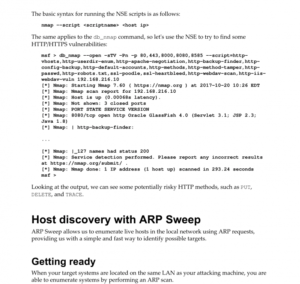 The basic syntax for running the NSE scripts is as follows:
nmap --script <scriptname> <host ip>
The same applies to the db_nmap command, so let's use the NSE to try to find some
HTTP/HTTPS vulnerabilities:
msf > db_nmap --open -sTV -Pn -p 80,443,8000,8080,8585 --script=http-
vhosts,http-userdir-enum,http-apache-negotiation,http-backup-finder,http-
config-backup,http-default-accounts,http-methods,http-method-tamper,http-
passwd,http-robots.txt,ssl-poodle,ssl-heartbleed,http-webdav-scan,http-iis-
webdav-vuln 192.168.216.10
[*] Nmap: Starting Nmap 7.60 ( https://nmap.org ) at 2017-10-20 10:26 EDT
[*] Nmap: Nmap scan report for 192.168.216.10
[*] Nmap: Host is up (0.00068s latency).
[*] Nmap: Not shown: 3 closed ports
[*] Nmap: PORT STATE SERVICE VERSION
[*] Nmap: 8080/tcp open http Oracle GlassFish 4.0 (Servlet 3.1; JSP 2.3;
Java 1.8)
[*] Nmap: | http-backup-finder:
...
[*] Nmap: |_127 names had status 200
[*] Nmap: Service detection performed. Please report any incorrect results
at https://nmap.org/submit/ .
[*] Nmap: Nmap done: 1 IP address (1 host up) scanned in 293.24 seconds
msf >
Looking at the output, we can see some potentially risky HTTP methods, such as PUT,
DELETE, and TRACE.
Host discovery with ARP Sweep
ARP Sweep allows us to enumerate live hosts in the local network using ARP requests,
providing us with a simple and fast way to identify possible targets.
Getting ready
When your target systems are located on the same LAN as your attacking machine, you are
able to enumerate systems by performing an ARP scan.